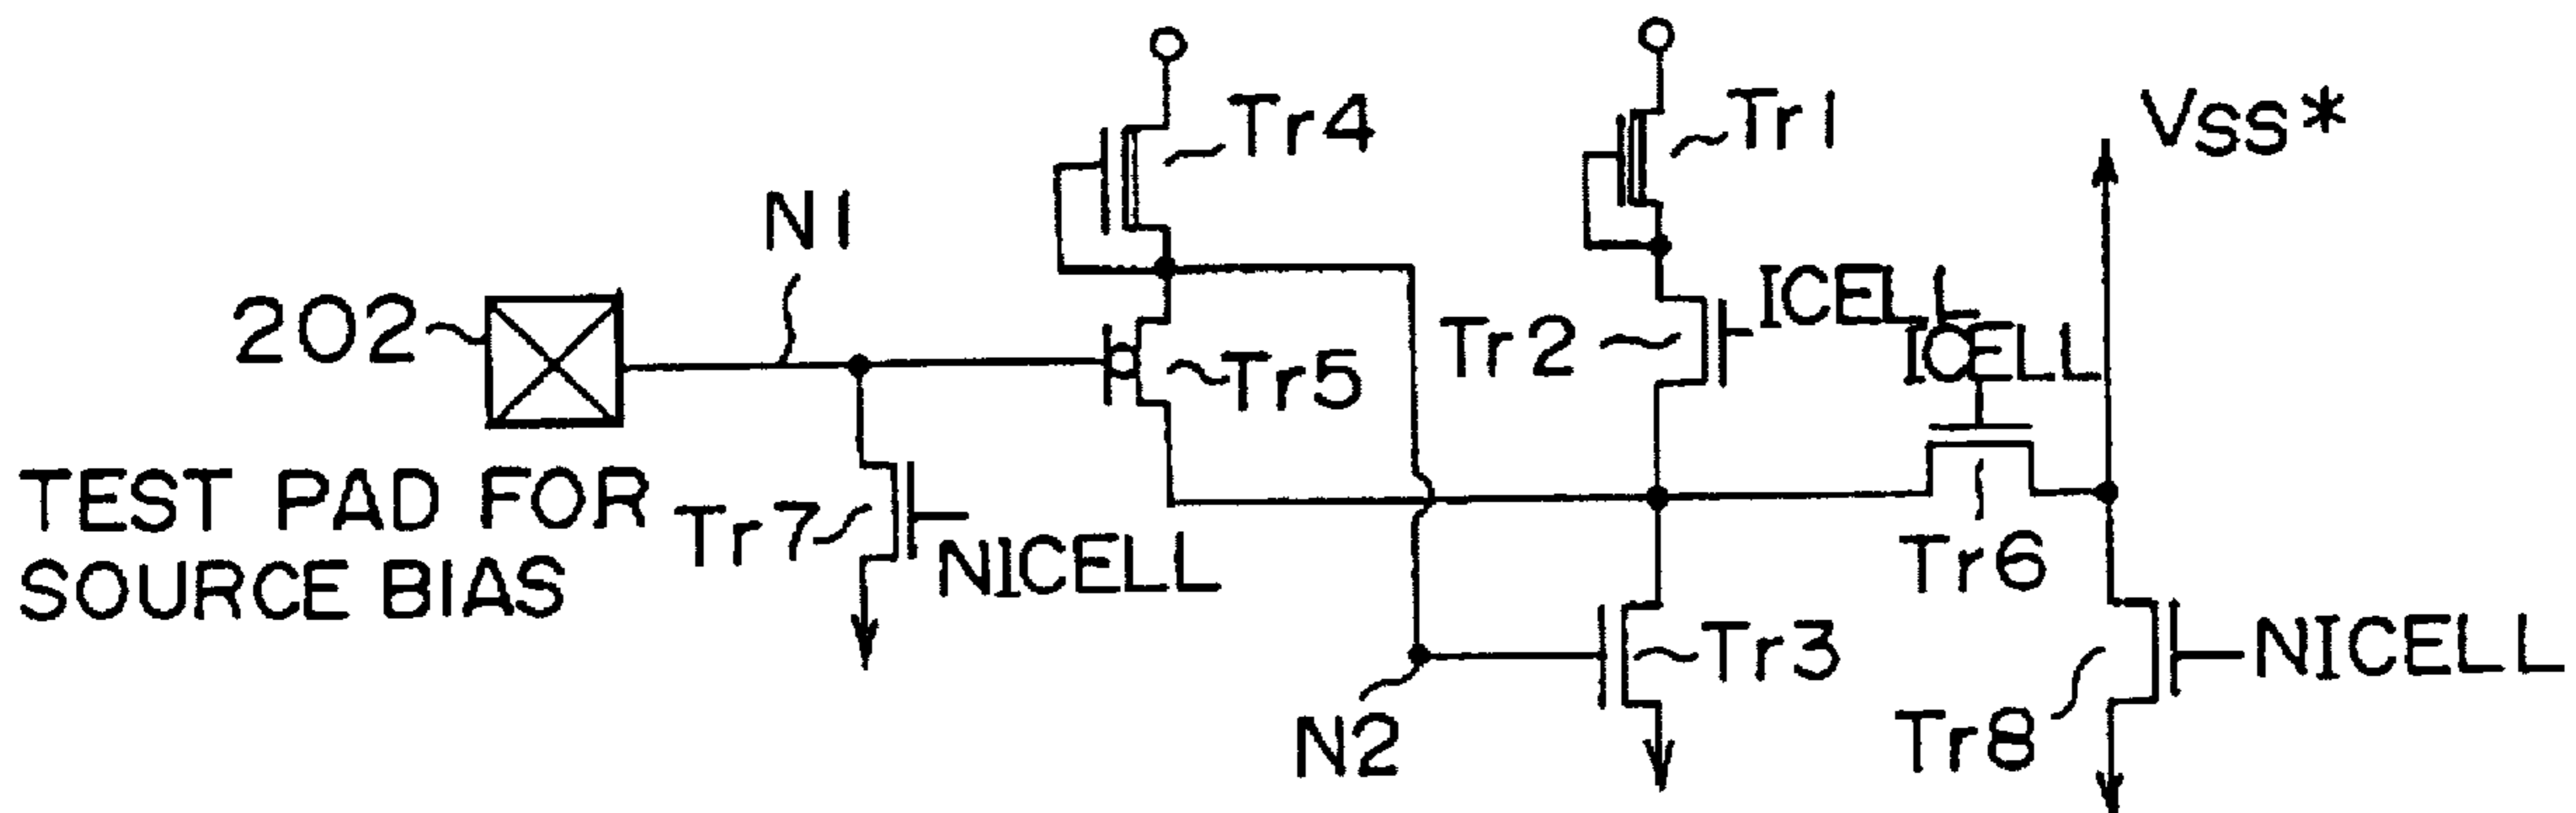 Tr4
Tr1
VSS*
N1
202
ICELL
Tr2
ICELL
Tr5
TEST PAD FOR
SOURCE BIAS
Tr7
NICELL
Tr6
Tr3
NICELL
N2
Tr8